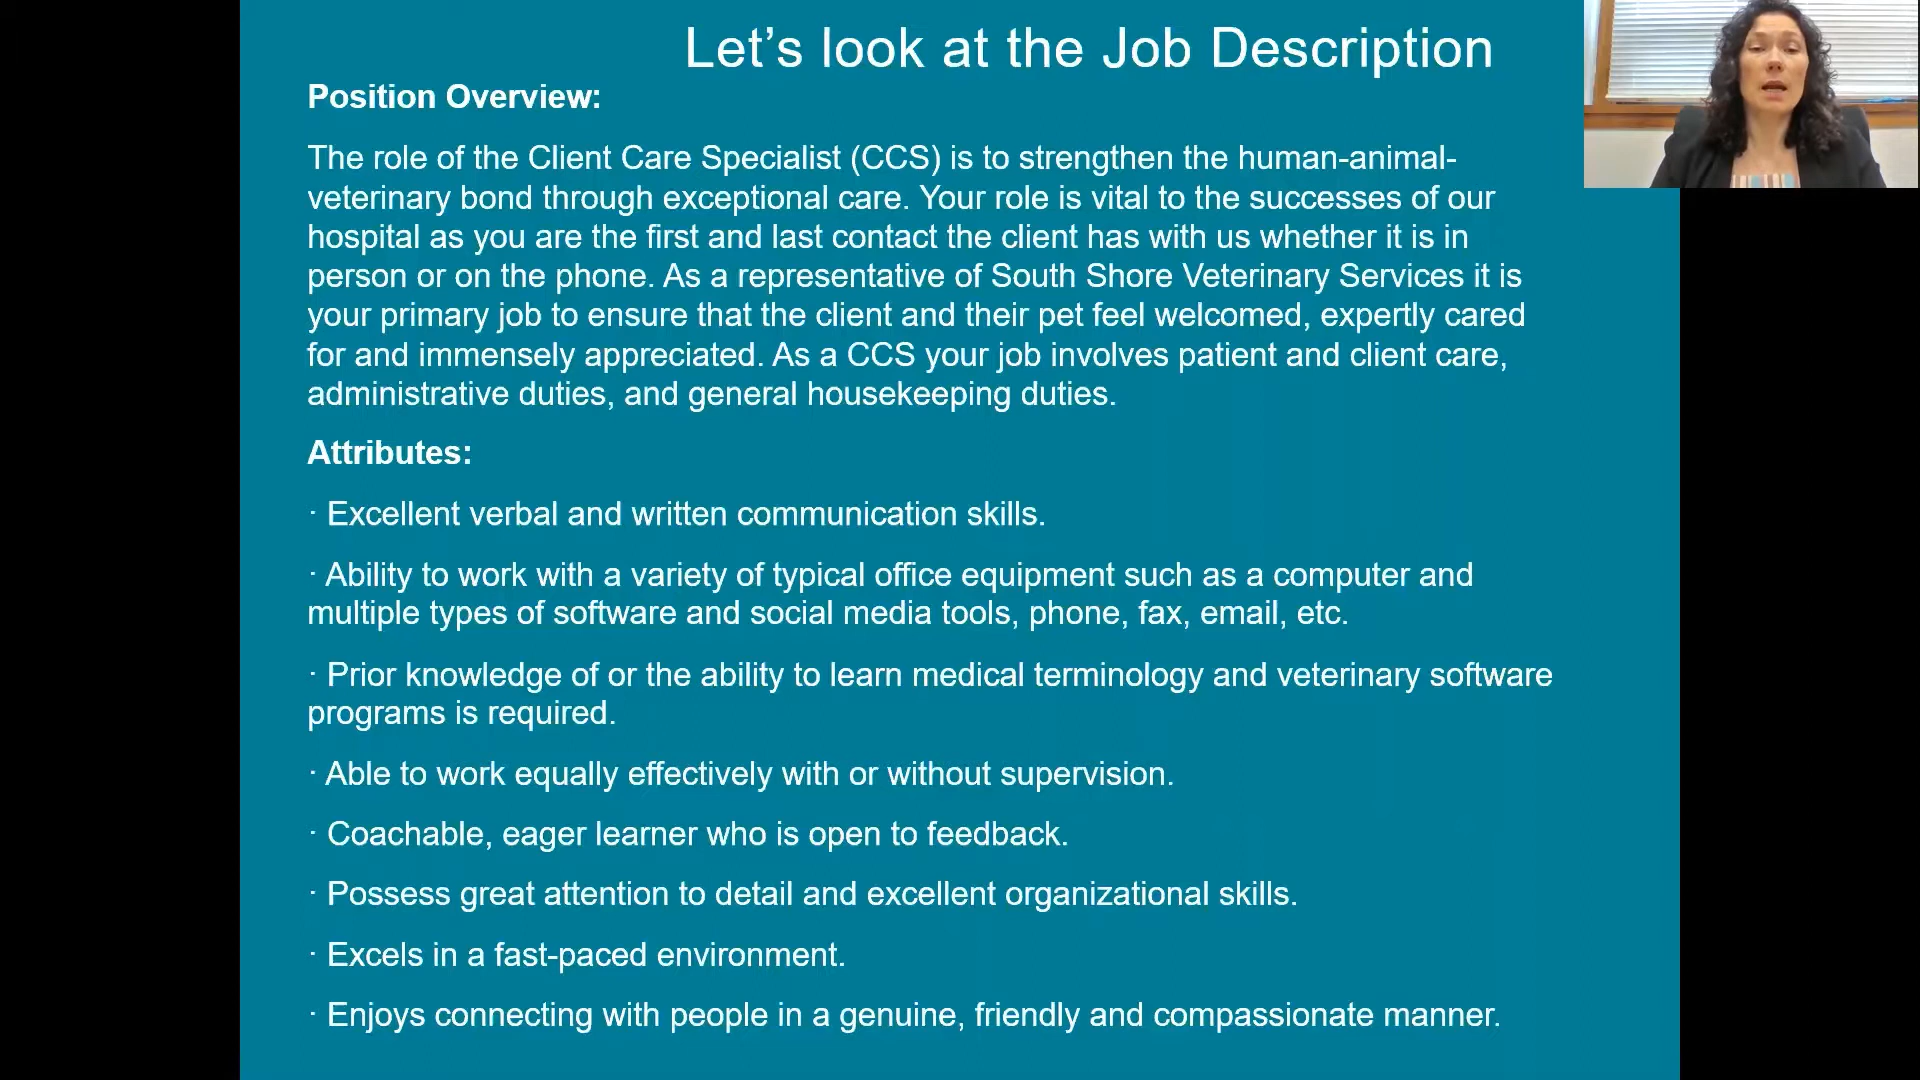 Let’s look at the Job Description
Position Overview:
The role of the Client Care Specialist (CCS) is to strengthen the human-animal-
veterinary bond through exceptional care. Your role is vital to the successes of our
hospital as you are the first and last contact the client has with us whether it is in
person or on the phone. As a representative of South Shore Veterinary Services it is
your primary job to ensure that the client and their pet feel welcomed, expertly cared
for and immensely appreciated. As a CCS your job involves patient and client care,
administrative duties, and general housekeeping duties.
Attributes:
· Excellent verbal and written communication skills.
· Ability to work with a variety of typical office equipment such as a computer and
multiple types of software and social media tools, phone, fax, email, etc.
· Prior knowledge of or the ability to learn medical terminology and veterinary software
programs is required.
· Able to work equally effectively with or without supervision.
· Coachable, eager learner who is open to feedback.
· Possess great attention to detail and excellent organizational skills.
· Excels in a fast-paced environment.
· Enjoys connecting with people in a genuine, friendly and compassionate manner.